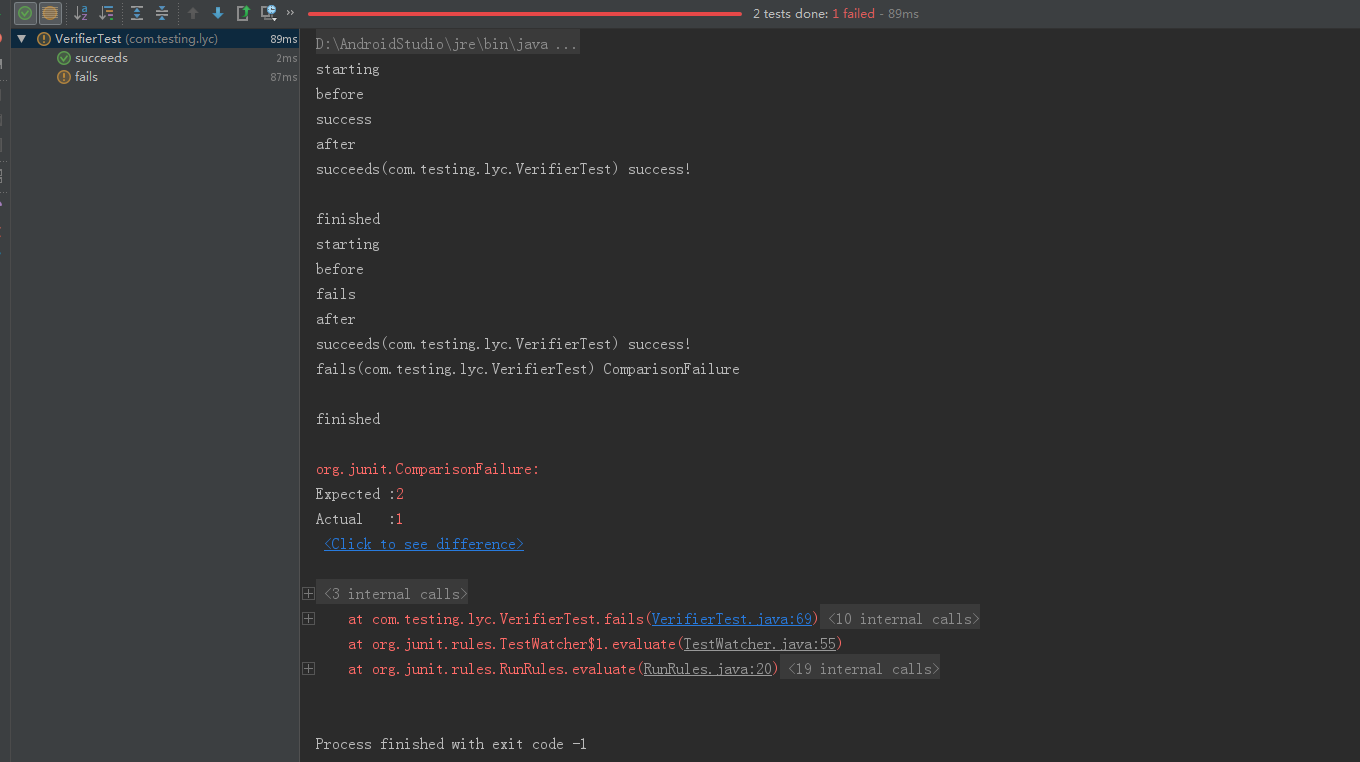 2 tests done: 1 failed - 89ms
VerifierTest (com.testing.lyc) 89ms
succeeds 2ms
fails 87ms
D:\AndroidStudio\jre\bin\java ...
starting
before
success
after
succeeds(com.testing.lyc.VerifierTest) success!
finished
starting
before
fails
after
succeeds(com.testing.lyc.VerifierTest) success!
fails(com.testing.lyc.VerifierTest) ComparisonFailure
finished
org.junit.ComparisonFailure:
Expected :2
Actual   :1
<Click to see difference>
<3 internal calls>
at com.testing.lyc.VerifierTest.fails(VerifierTest.java:69) <10 internal calls>
at org.junit.rules.TestWatcher$1.evaluate(TestWatcher.java:55)
at org.junit.rules.RunRules.evaluate(RunRules.java:20) <19 internal calls>
Process finished with exit code -1